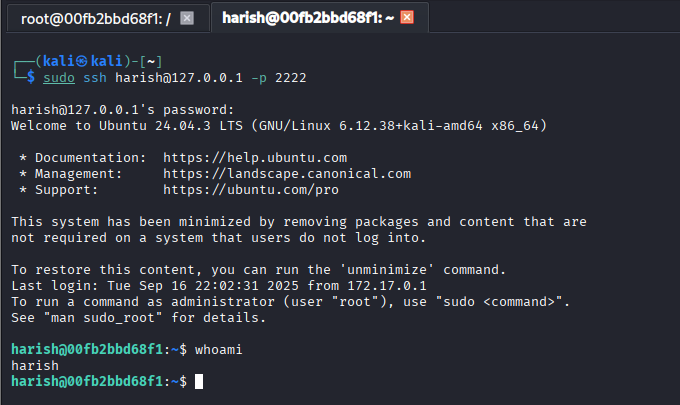 root@00fb2bbd68f1: /
harish@00fb2bbd68f1: ~
┌──(kali㉿kali)-[~]
└─$ sudo ssh harish@127.0.0.1 -p 2222
harish@127.0.0.1's password:
Welcome to Ubuntu 24.04.3 LTS (GNU/Linux 6.12.38+kali-amd64 x86_64)
* Documentation:  https://help.ubuntu.com
* Management:     https://landscape.canonical.com
* Support:        https://ubuntu.com/pro
This system has been minimized by removing packages and content that are
not required on a system that users do not log into.
To restore this content, you can run the 'unminimize' command.
Last login: Tue Sep 16 22:02:31 2025 from 172.17.0.1
To run a command as administrator (user "root"), use "sudo <command>".
See "man sudo_root" for details.
harish@00fb2bbd68f1:~$ whoami
harish
harish@00fb2bbd68f1:~$